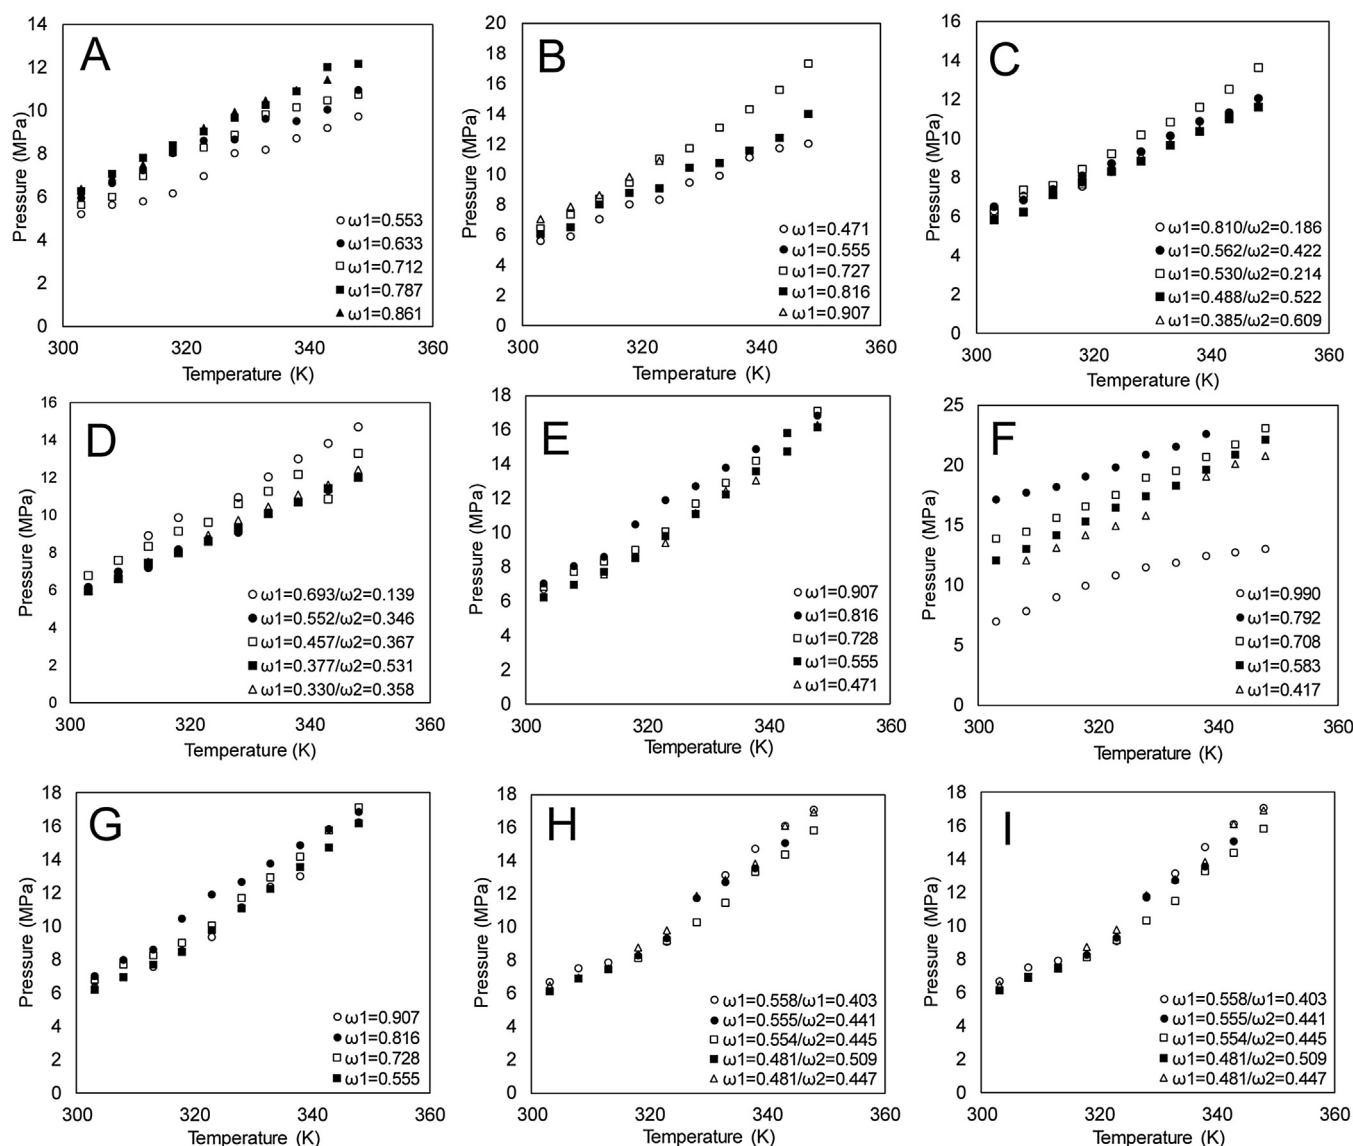 A
Pressure (MPa)
14
12
10
8
6
4
2
0
300
320
340
360
Temperature (K)
ω1=0.553
ω1=0.633
ω1=0.712
ω1=0.787
ω1=0.861
B
Pressure (MPa)
20
18
16
14
12
10
8
6
4
2
0
300
320
340
360
Temperature (K)
ω1=0.471
ω1=0.555
ω1=0.727
ω1=0.816
ω1=0.907
C
Pressure (MPa)
16
14
12
10
8
6
4
2
0
300
320
340
360
Temperature (K)
ω1=0.810/ω2=0.186
ω1=0.562/ω2=0.422
ω1=0.530/ω2=0.214
ω1=0.488/ω2=0.522
ω1=0.385/ω2=0.609
D
Pressure (MPa)
16
14
12
10
8
6
4
2
0
300
320
340
360
Temperature (K)
ω1=0.693/ω2=0.139
ω1=0.552/ω2=0.346
ω1=0.457/ω2=0.367
ω1=0.377/ω2=0.531
ω1=0.330/ω2=0.358
E
Pressure (MPa)
18
16
14
12
10
8
6
4
2
0
300
320
340
360
Temperature (K)
ω1=0.907
ω1=0.816
ω1=0.728
ω1=0.555
ω1=0.471
F
Pressure (MPa)
25
20
15
10
5
0
300
320
340
360
Temperature (K)
ω1=0.990
ω1=0.792
ω1=0.708
ω1=0.583
ω1=0.417
G
Pressure (MPa)
18
16
14
12
10
8
6
4
2
0
300
320
340
360
Temperature (K)
ω1=0.907
ω1=0.816
ω1=0.728
ω1=0.555
H
Pressure (MPa)
18
16
14
12
10
8
6
4
2
0
300
320
340
360
Temperature (K)
ω1=0.558/ω1=0.403
ω1=0.555/ω2=0.441
ω1=0.554/ω2=0.445
ω1=0.481/ω2=0.509
ω1=0.481/ω2=0.447
I
Pressure (MPa)
18
16
14
12
10
8
6
4
2
0
300
320
340
360
Temperature (K)
ω1=0.558/ω1=0.403
ω1=0.555/ω2=0.441
ω1=0.554/ω2=0.445
ω1=0.481/ω2=0.509
ω1=0.481/ω2=0.447